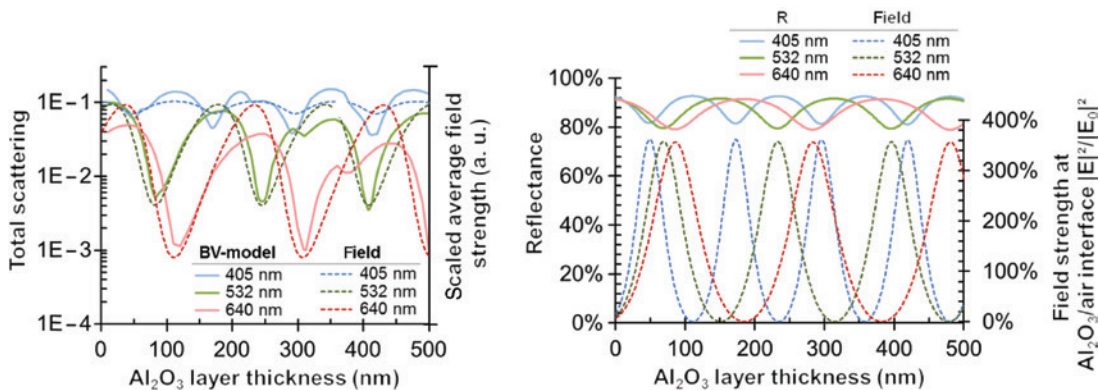 Total scattering
1E−1
1E−2
1E−3
1E−4
BV-model Field
405 nm 405 nm
532 nm 532 nm
640 nm 640 nm
0 100 200 300 400 500
Al₂O₃ layer thickness (nm)
Scaled average field
strength (a. u.)
R Field
405 nm 405 nm
532 nm 532 nm
640 nm 640 nm
Reflectance
100%
80%
60%
40%
20%
0%
0 100 200 300 400 500
Al₂O₃ layer thickness (nm)
400%
300%
200%
100%
0%
Field strength at
Al₂O₃/air interface |E|²/|E₀|²